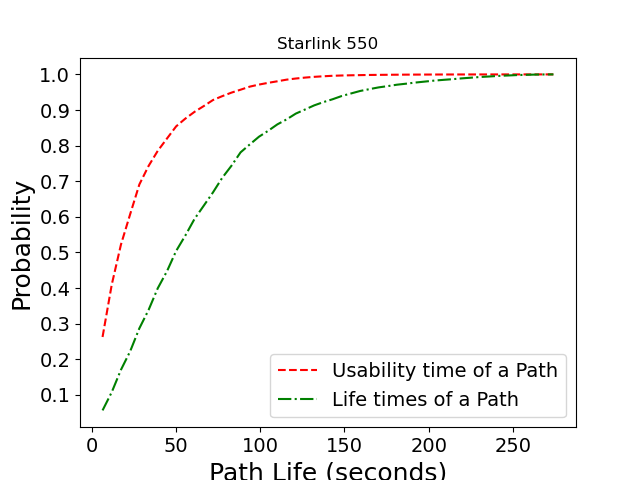 Starlink 550
1.0
0.9
0.8
0.7
0.6
0.5
0.4
0.3
0.2
0.1
Probability
Usability time of a Path
Life times of a Path
0 50 100 150 200 250
Path Life (seconds)